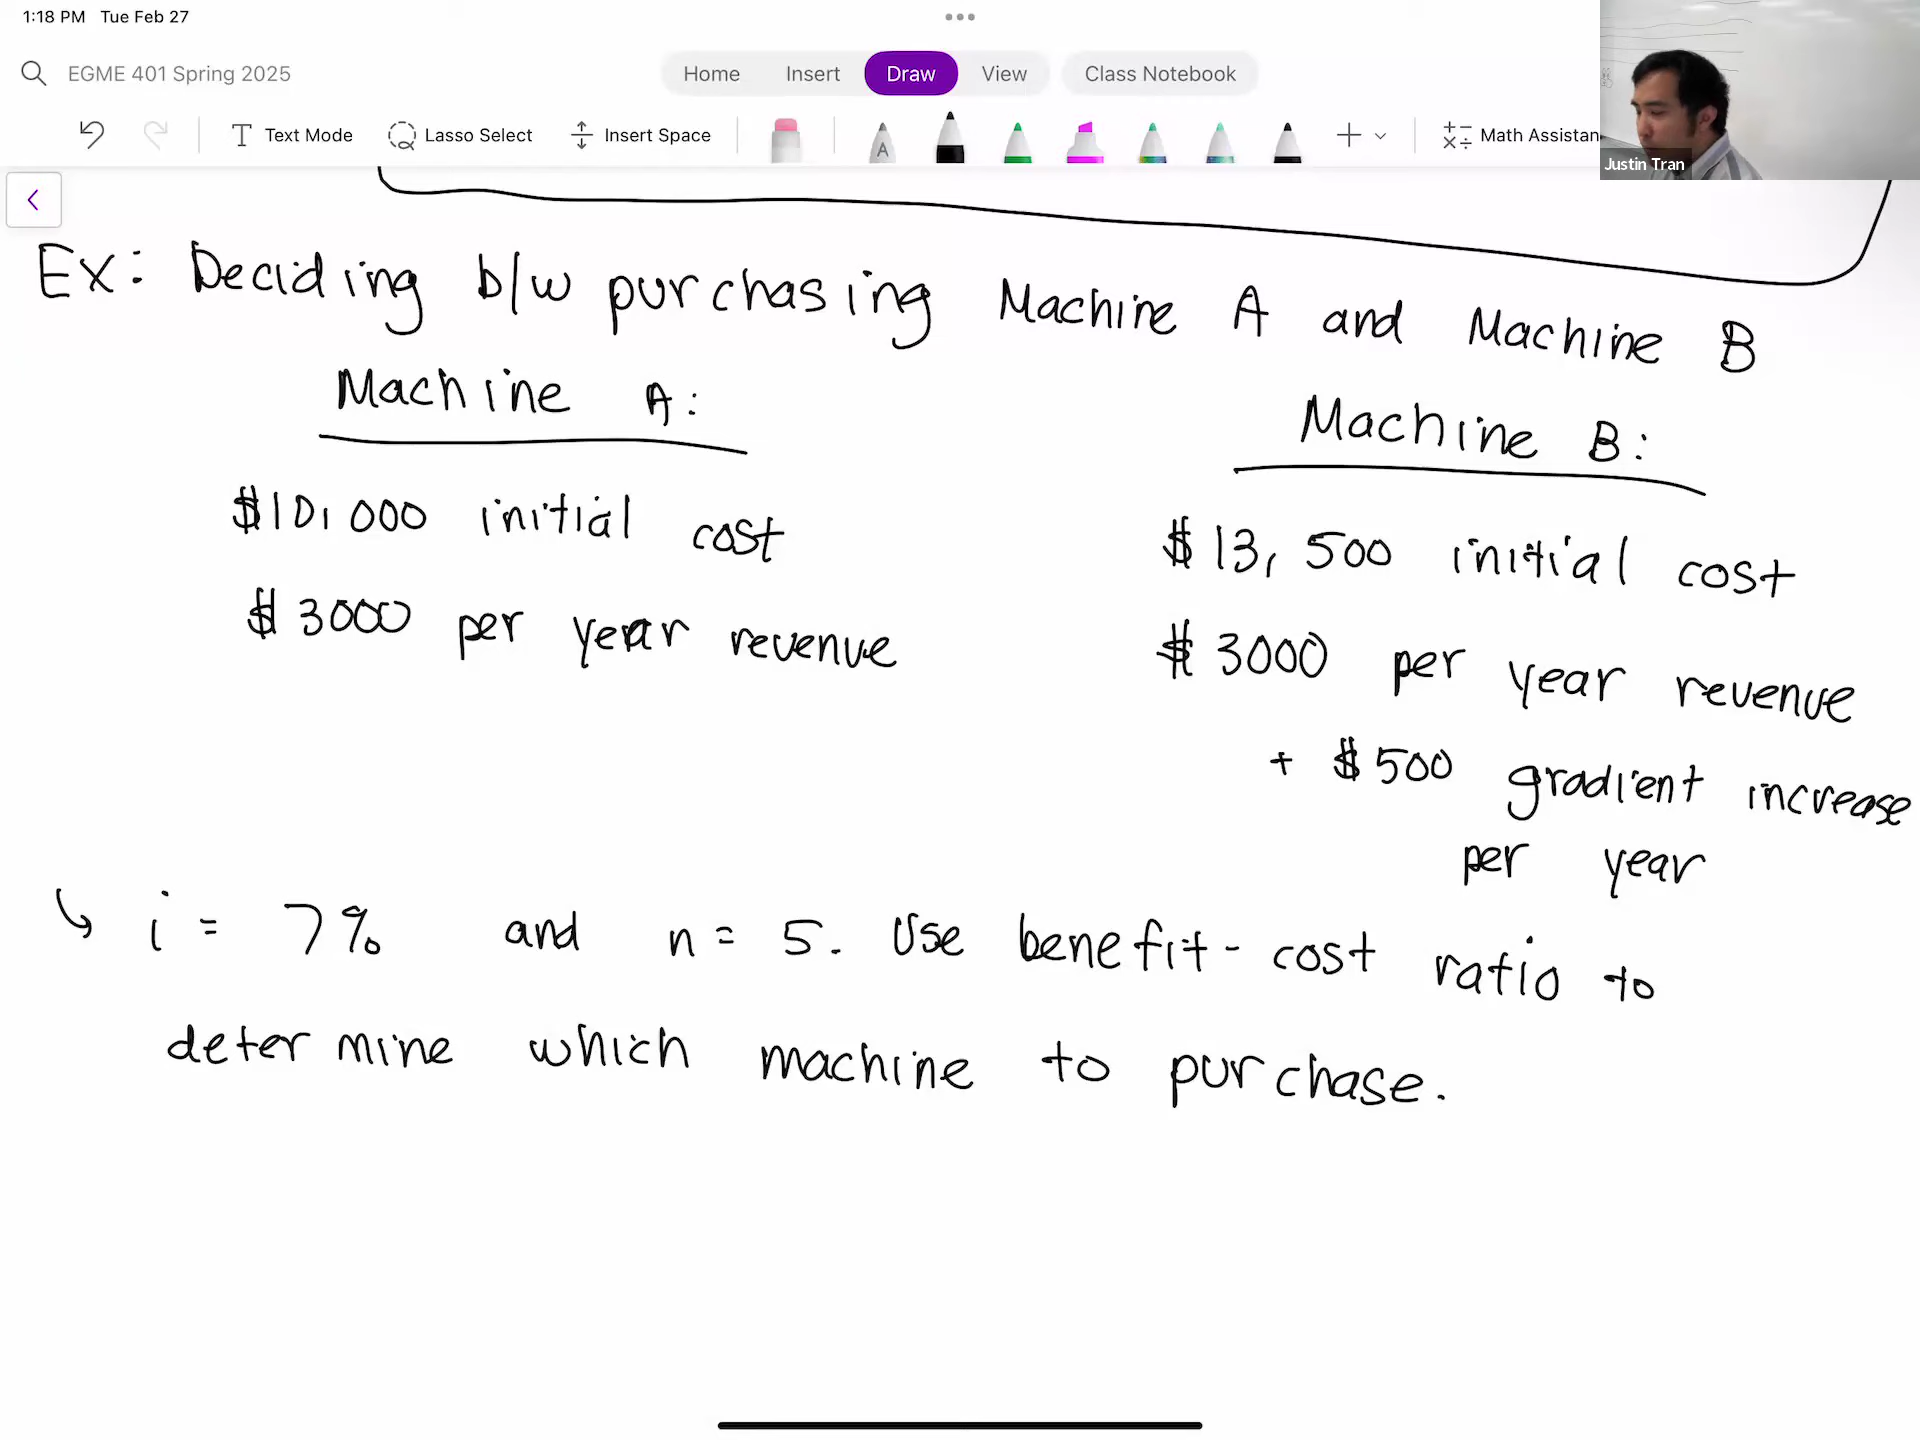 1:18 PM Tue Feb 27
EGME 401 Spring 2025
Home Insert Draw View Class Notebook
Text Mode Lasso Select Insert Space A Math Assistan
Justin Tran
Ex: Deciding b/w purchasing Machine A and Machine B
Machine A:
$10,000 initial cost
$3000 per year revenue
Machine B:
$13,500 initial cost
$3000 per year revenue
+ $500 gradient increase
per year
↳ i = 7% and n = 5. Use benefit-cost ratio to
determine which machine to purchase.